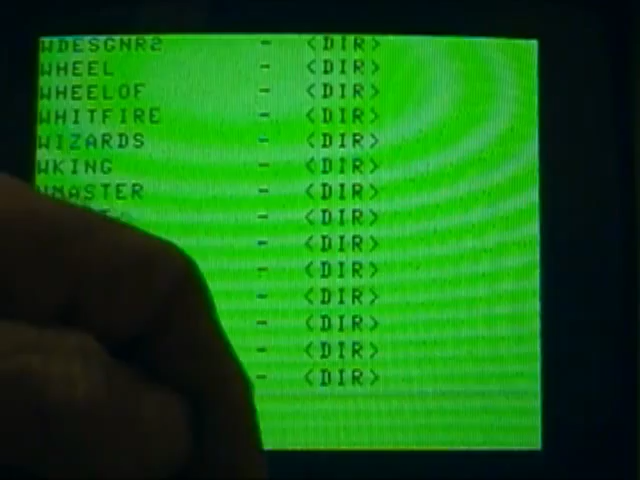 WDESGNR2 - <DIR>
WHEEL - <DIR>
WHEELOF - <DIR>
WHITFIRE - <DIR>
WIZARDS - <DIR>
WKING - <DIR>
WMASTER - <DIR>
- <DIR>
- <DIR>
- <DIR>
- <DIR>
- <DIR>
- <DIR>
- <DIR>